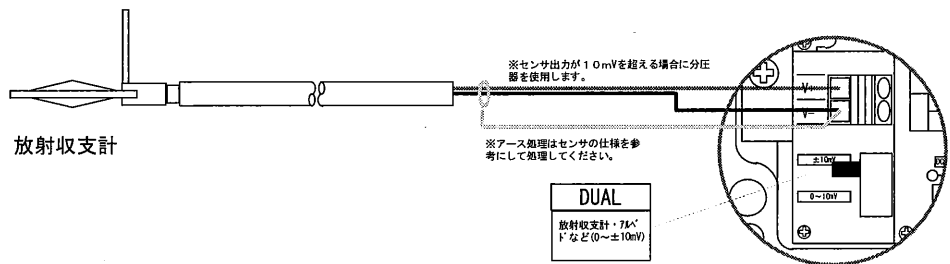 ※センサ出力が１０mVを超える場合に分圧
器を使用します。
V+
V−
放射収支計
※アース処理はセンサの仕様を参
考にして処理してください。
±10mV
0～10mV
DUAL
放射収支計・アルベ
ドなど(0～±10mV)